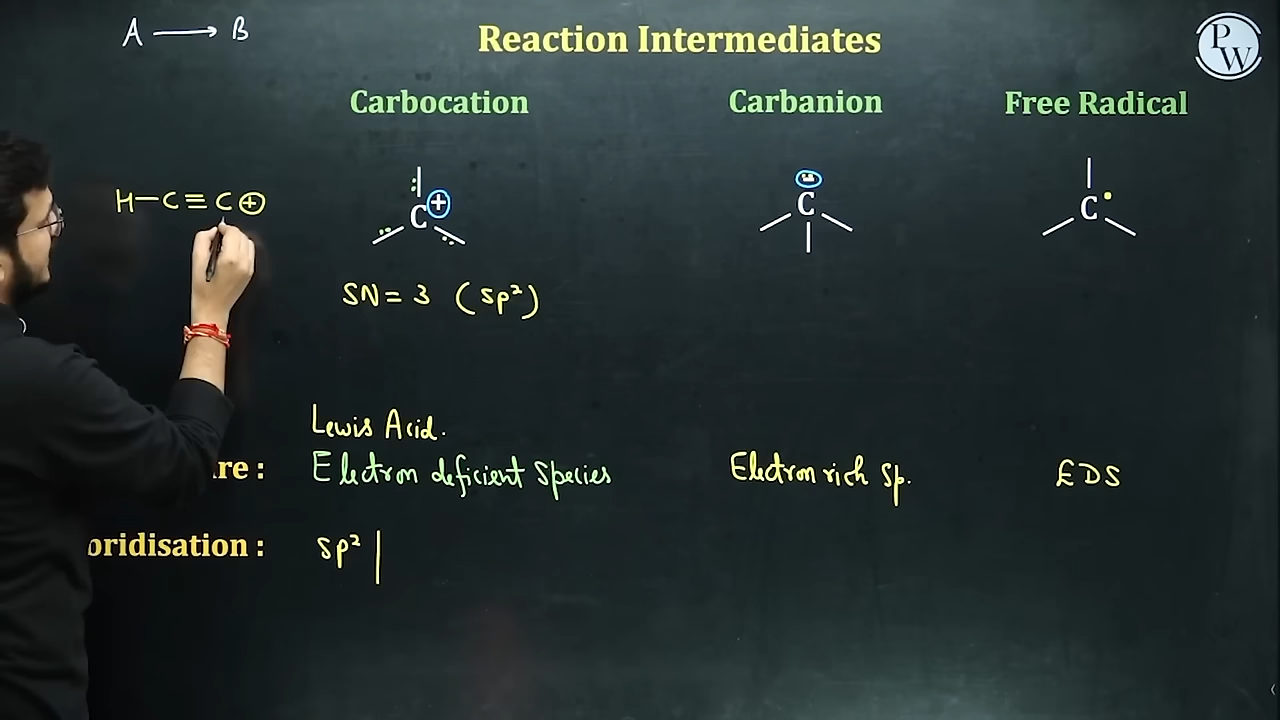 A → B
Reaction Intermediates
PW
Carbocation
Carbanion
Free Radical
H-C≡C⊕
C+
C
C
SN = 3 (sp²)
Lewis Acid.
Electron deficient Species
Electron rich Sp.
EDS
oridisation :
sp² |